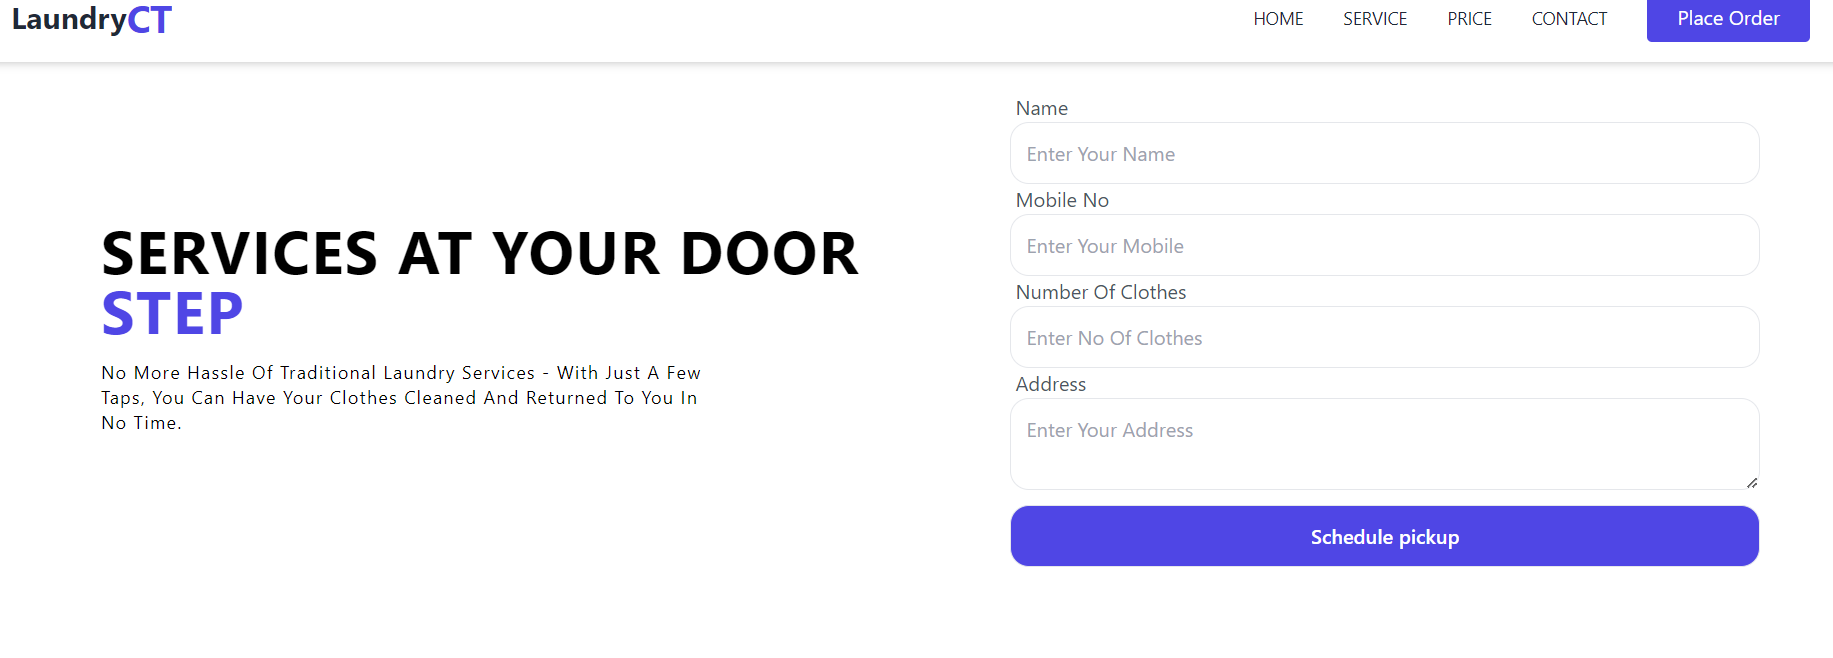 LaundryCT
HOME SERVICE PRICE CONTACT Place Order
SERVICES AT YOUR DOOR
STEP
No More Hassle Of Traditional Laundry Services - With Just A Few
Taps, You Can Have Your Clothes Cleaned And Returned To You In
No Time.
Name
Enter Your Name
Mobile No
Enter Your Mobile
Number Of Clothes
Enter No Of Clothes
Address
Enter Your Address
Schedule pickup